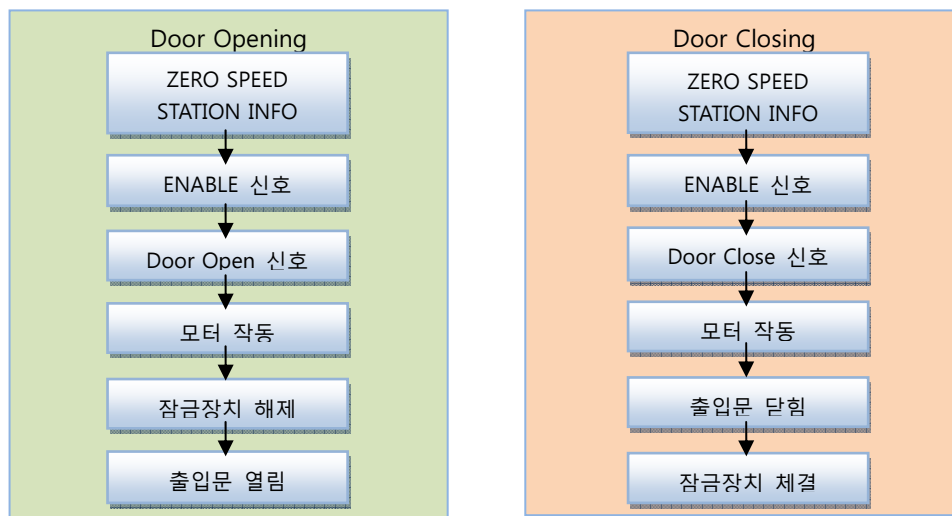 Door Opening
ZERO SPEED
STATION INFO
ENABLE 신호
Door Open 신호
모터 작동
잠금장치 해제
출입문 열림
Door Closing
ZERO SPEED
STATION INFO
ENABLE 신호
Door Close 신호
모터 작동
출입문 닫힘
잠금장치 체결